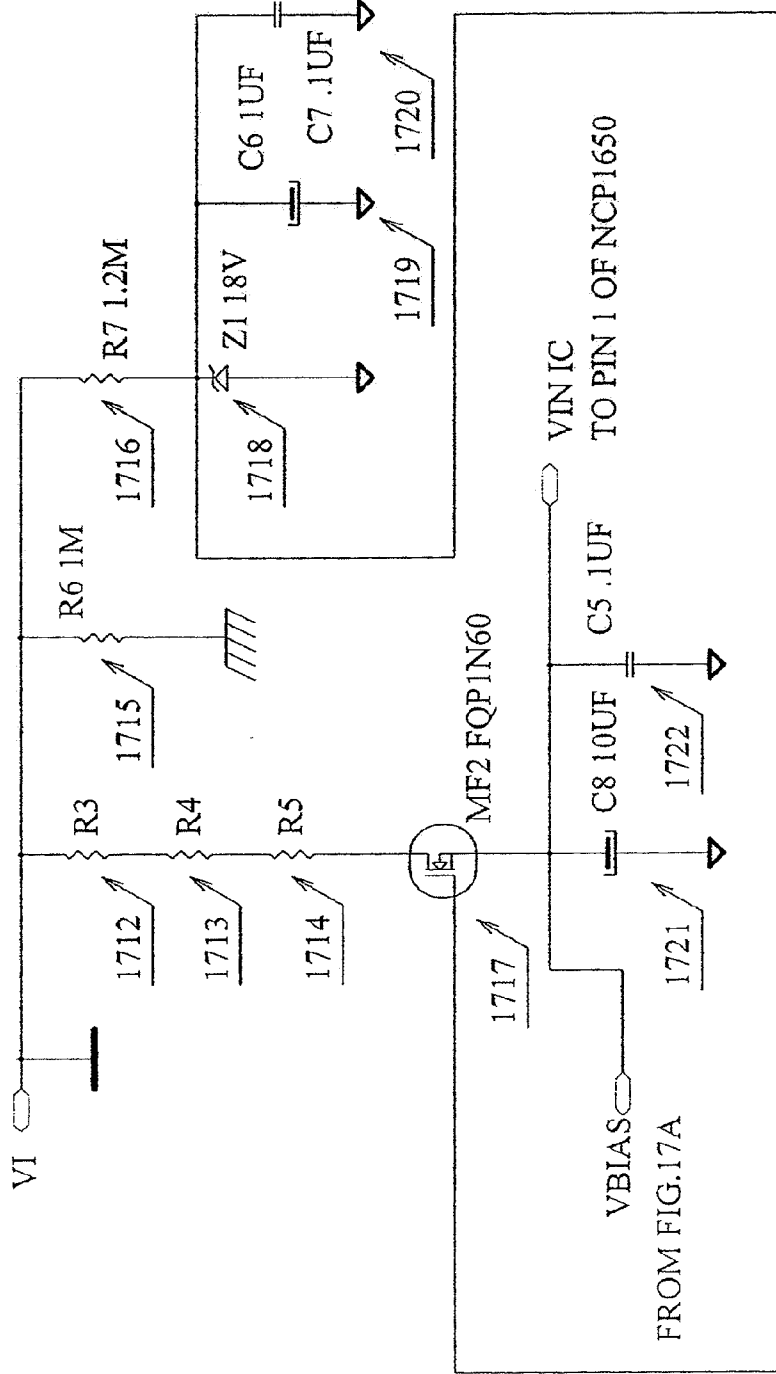 VI
R3
1712
R4
1713
R5
1714
R6 1M
1715
R7 1.2M
1716
Z1 18V
1718
C6 1UF
1719
C7 .1UF
1720
MF2 FQP1N60
1717
VBIAS
FROM FIG.17A
C8 10UF
1721
C5 .1UF
1722
VIN IC
TO PIN 1 OF NCP1650